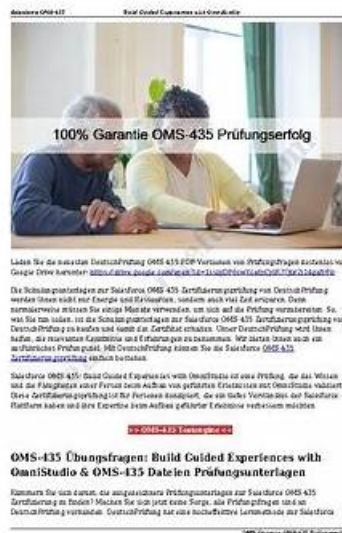 Salesforce OMS-435 Build Guided Experiences with OmniStudio
100% Garantie OMS-435 Prüfungserfolg
Laden Sie die neuesten DeutschPrüfung OMS-435 PDF-Versionen von Prüfungsfragen kostenlos von
Google Drive herunter:
Die Schulungsunterlagen zur Salesforce OMS-435 Zertifizierungsprüfung von DeutschPrüfung
werden Ihnen nicht nur Energie und Ressourcen, sondern auch viel Zeit ersparen. Denn
normalerweise müssen Sie einige Monate verwenden, um sich auf die Prüfung vorzubereiten. So,
was Sie tun sollen, ist die Schulungsunterlagen zur Salesforce OMS-435 Zertifizierungsprüfung von
DeutschPrüfung zu kaufen und somit das Zertifikat erhalten. Unser DeutschPrüfung wird Ihnen
helfen, die relevanten Kenntnisse und Erfahrungen zu bekommen. Wir bieten Ihnen auch ein
ausführliches Prüfungsziel. Mit DeutschPrüfung können Sie die Salesforce OMS-435
Zertifizierungsprüfung einfach bestehen.
Salesforce OMS-435: Build Guided Experiences with OmniStudio ist eine Prüfung, die das Wissen
und die Fähigkeiten einer Person beim Aufbau von geführten Erlebnissen mit OmniStudio validiert.
Diese Zertifizierungsprüfung ist für Personen konzipiert, die ein tiefes Verständnis der Salesforce
Plattform haben und ihre Expertise beim Aufbau geführter Erlebnisse verbessern möchten.
>> OMS-435 Testengine <<
OMS-435 Übungsfragen: Build Guided Experiences with
OmniStudio & OMS-435 Dateien Prüfungsunterlagen
Kümmern Sie sich darum, die ausgezeichnete Prüfungsunterlagen zur Salesforce OMS-435
Zertifizierung zu finden? Machen Sie sich jetzt keine Sorge, alle Prüfungsfragen sind an
DeutschPrüfung vorhanden. DeutschPrüfung hat eine hocheffektive Lernmethode zur Salesforce